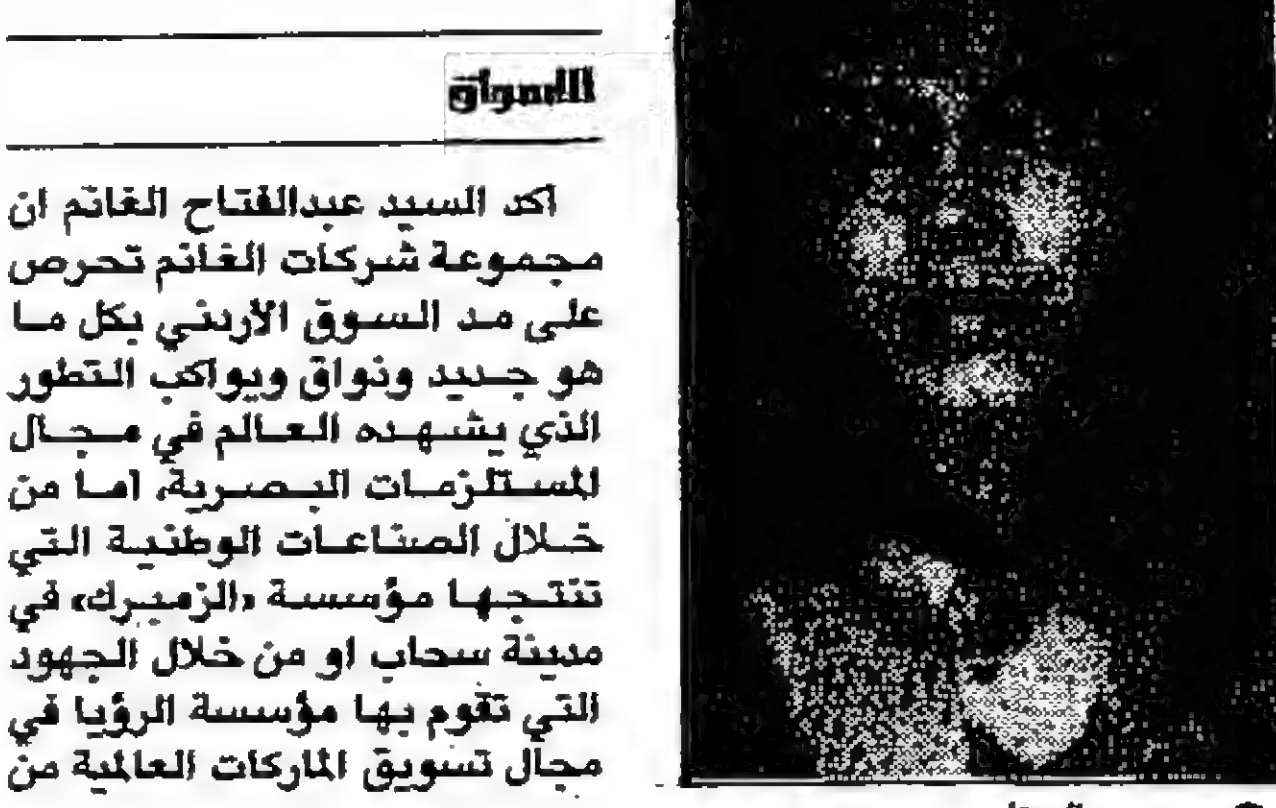 الاسواق
اكد السيد عبدالفتاح الغانم ان
مجموعة شركات الغانم تحرص
على مد السوق الأردني بكل ما
هو جديد وذواق ويواكب التطور
الذي يشهده العالم في مجال
المستلزمات البصرية، اما من
خلال الصناعات الوطنية التي
تنتجها مؤسسة «الزميرك» في
مدينة سحاب او من خلال الجهود
التي تقوم بها مؤسسة الرؤيا في
مجال تسويق الماركات العالمية من